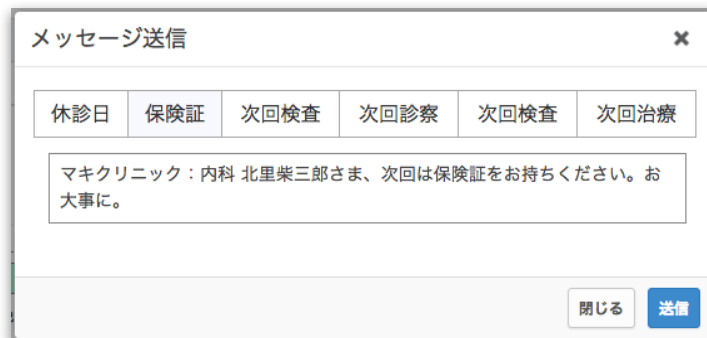 メッセージ送信
休診日 保険証 次回検査 次回診察 次回検査 次回治療
マキクリニック：内科 北里柴三郎さま、次回は保険証をお持ちください。お
大事に。
閉じる 送信